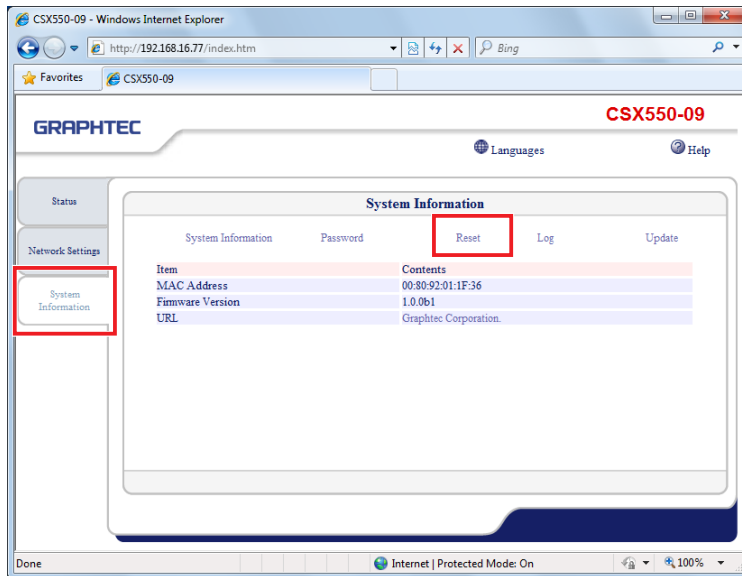 CSX550-09 - Windows Internet Explorer
http://192.168.16.77/index.htm
Bing
Favorites
CSX550-09
GRAPHTEC
CSX550-09
Languages
Help
Status
Network Settings
System
Information
System Information
System Information Password Reset Log Update
Item Contents
MAC Address 00:80:92:01:1F:36
Firmware Version 1.0.0b1
URL Graphtec Corporation.
Done
Internet | Protected Mode: On
100%